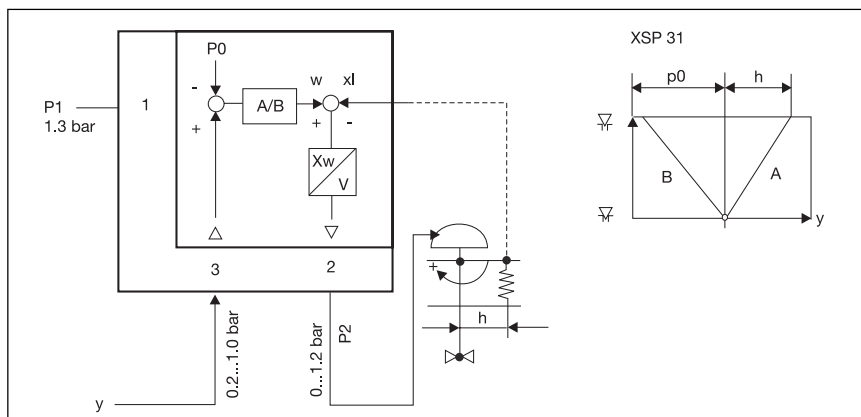 XSP 31
P0
p0
h
P1
1.3 bar
1
-
+
A/B
w
xl
+
-
Xw
V
B
A
y
3
2
+
h
0.2...1.0 bar
0...1.2 bar
P2
y